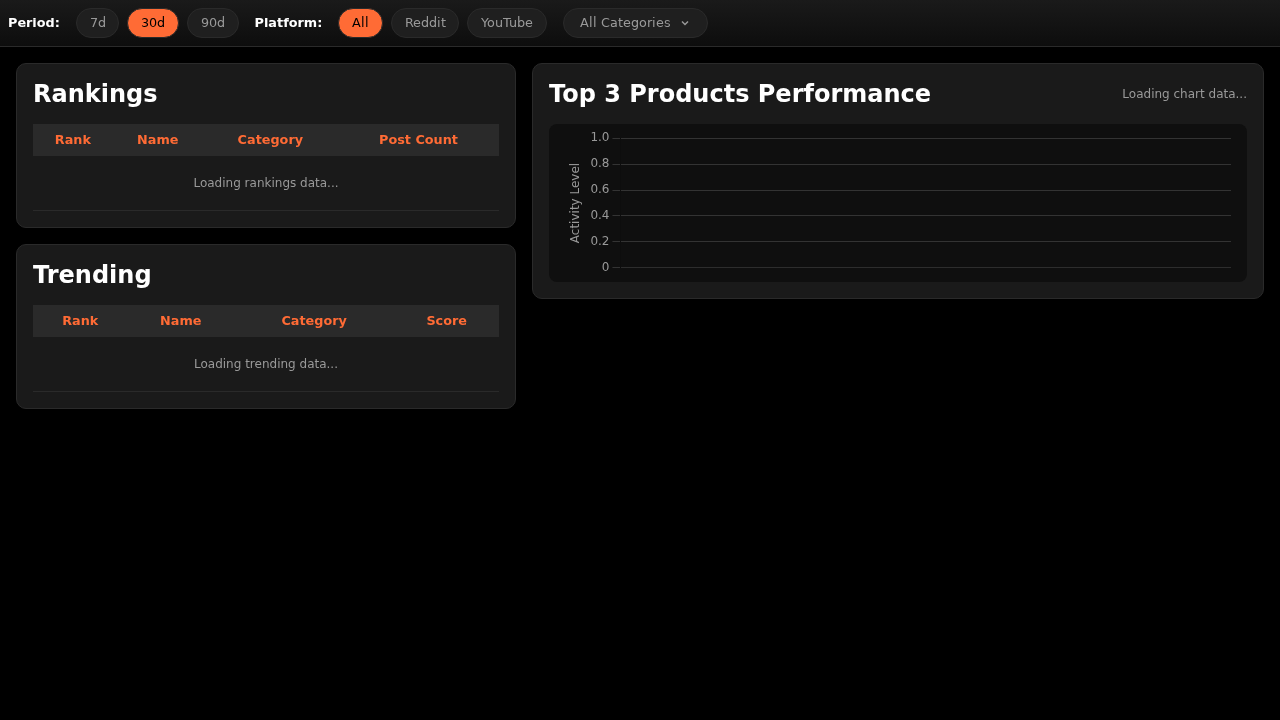 Period: 7d 30d 90d Platform: All Reddit YouTube All Categories
Rankings
Rank Name Category Post Count
Loading rankings data...
Trending
Rank Name Category Score
Loading trending data...
Top 3 Products Performance
Loading chart data...
Activity Level
1.0
0.8
0.6
0.4
0.2
0